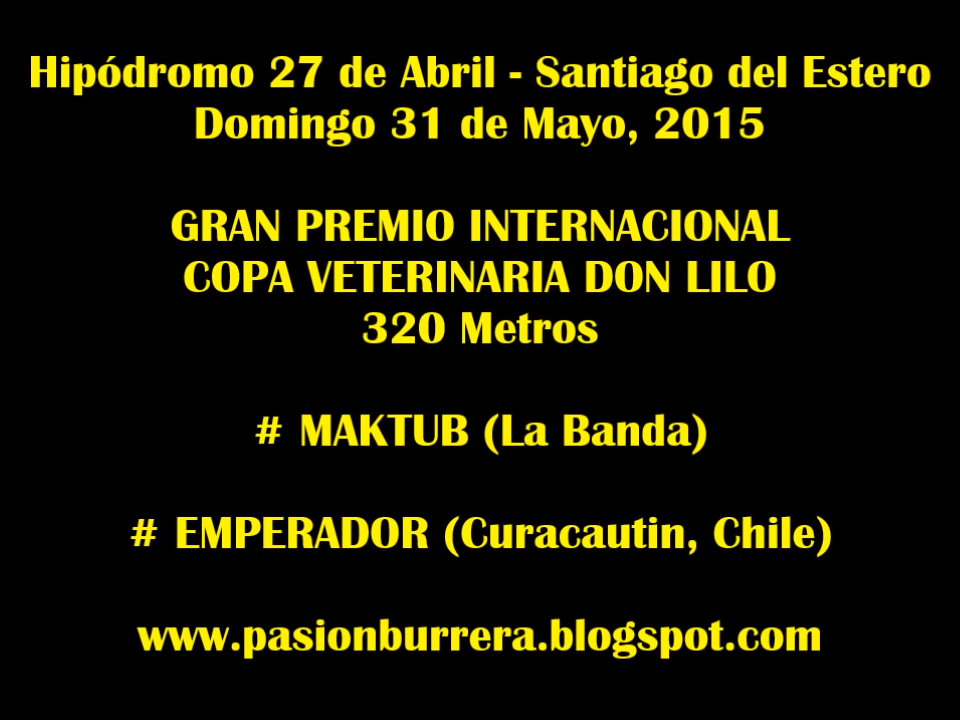 Hipódromo 27 de Abril - Santiago del Estero
Domingo 31 de Mayo, 2015
GRAN PREMIO INTERNACIONAL
COPA VETERINARIA DON LILO
320 Metros
# MAKTUB (La Banda)
# EMPERADOR (Curacautin, Chile)
www.pasionburrera.blogspot.com